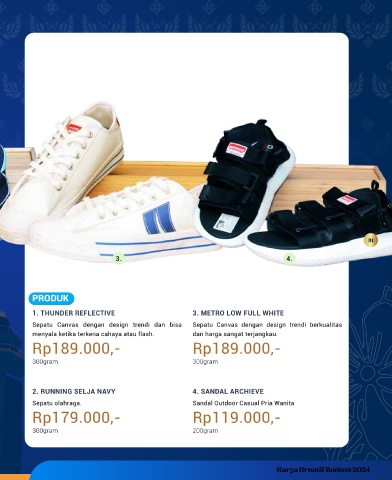 3.
4.
PRODUK
1. THUNDER REFLECTIVE
Sepatu Canvas dengan design trendi dan bisa
menyala ketika terkena cahaya atau flash.
Rp189.000,-
300gram
2. RUNNING SELJA NAVY
Sepatu olahraga.
Rp179.000,-
300gram
3. METRO LOW FULL WHITE
Sepatu Canvas dengan design trendi berkualitas
dan harga sangat terjangkau.
Rp189.000,-
300gram
4. SANDAL ARCHIEVE
Sandal Outdoor Casual Pria Wanita
Rp119.000,-
200gram
Karya Kreatif Banten 2024